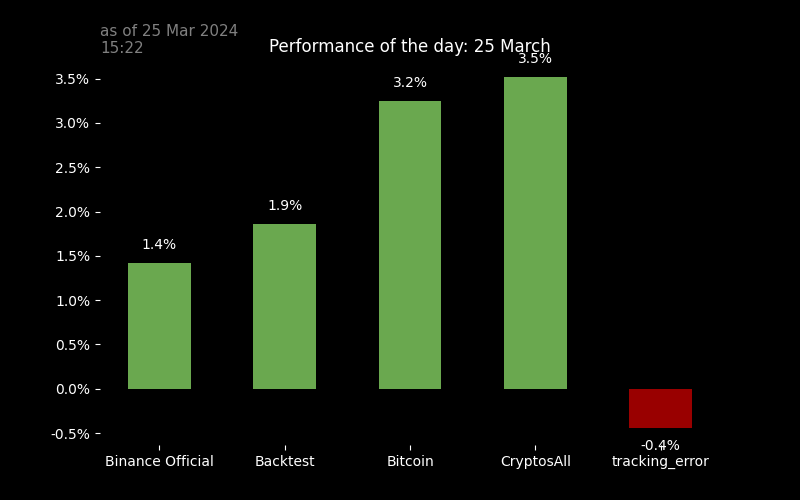 as of 25 Mar 2024
15:22
Performance of the day: 25 March
3.5%
3.0%
2.5%
2.0%
1.5%
1.0%
0.5%
0.0%
-0.5%
1.4%
1.9%
3.2%
3.5%
-0.4%
Binance Official
Backtest
Bitcoin
CryptosAll
tracking_error